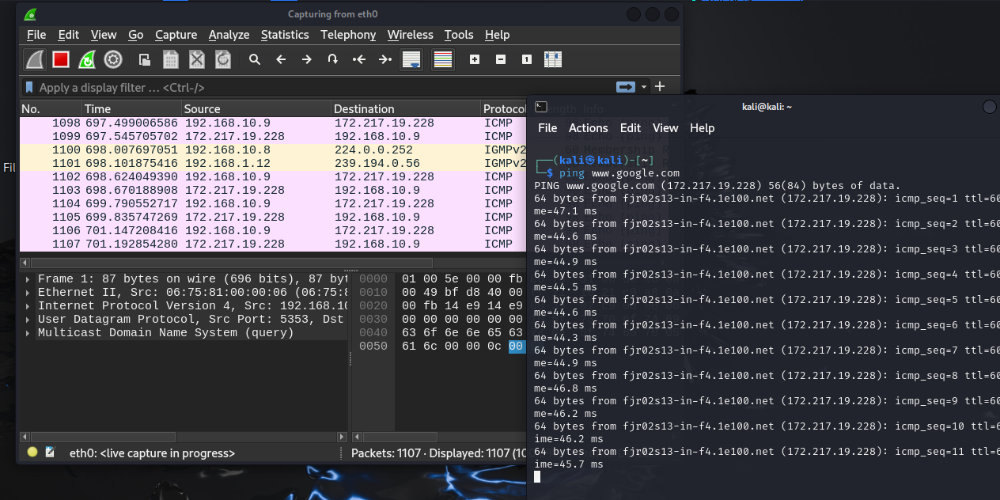 Capturing from eth0
File Edit View Go Capture Analyze Statistics Telephony Wireless Tools Help
Apply a display filter ... <Ctrl-/>
No. Time Source Destination Protocol Length Info
1098 697.499006586 192.168.10.9 172.217.19.228 ICMP
1099 697.545705702 172.217.19.228 192.168.10.9 ICMP
1100 698.007697051 192.168.10.8 224.0.0.252 IGMPv2
1101 698.101875416 192.168.1.12 239.194.0.56 IGMPv2
1102 698.624049390 192.168.10.9 172.217.19.228 ICMP
1103 698.670188908 172.217.19.228 192.168.10.9 ICMP
1104 699.790552717 192.168.10.9 172.217.19.228 ICMP
1105 699.835747269 172.217.19.228 192.168.10.9 ICMP
1106 701.147208416 192.168.10.9 172.217.19.228 ICMP
1107 701.192854280 172.217.19.228 192.168.10.9 ICMP
Fil
Frame 1: 87 bytes on wire (696 bits), 87 byt
Ethernet II, Src: 06:75:81:00:00:06 (06:75:8
Internet Protocol Version 4, Src: 192.168.10
User Datagram Protocol, Src Port: 5353, Dst
Multicast Domain Name System (query)
0000 01 00 5e 00 00 fb
0010 00 49 bf d8 40 00
0020 00 fb 14 e9 14 e9
0030 00 00 00 00 00 00
0040 63 6f 6e 6e 65 63
0050 61 6c 00 00 0c 00
eth0: <live capture in progress>
Packets: 1107 · Displayed: 1107 (10
kali@kali: ~
File Actions Edit View Help
┌──(kali㉿kali)-[~]
└─$ ping www.google.com
PING www.google.com (172.217.19.228) 56(84) bytes of data.
64 bytes from fjr02s13-in-f4.1e100.net (172.217.19.228): icmp_seq=1 ttl=60
me=47.1 ms
64 bytes from fjr02s13-in-f4.1e100.net (172.217.19.228): icmp_seq=2 ttl=60
me=44.6 ms
64 bytes from fjr02s13-in-f4.1e100.net (172.217.19.228): icmp_seq=3 ttl=60
me=44.9 ms
64 bytes from fjr02s13-in-f4.1e100.net (172.217.19.228): icmp_seq=4 ttl=60
me=44.5 ms
64 bytes from fjr02s13-in-f4.1e100.net (172.217.19.228): icmp_seq=5 ttl=60
me=44.6 ms
64 bytes from fjr02s13-in-f4.1e100.net (172.217.19.228): icmp_seq=6 ttl=60
me=44.3 ms
64 bytes from fjr02s13-in-f4.1e100.net (172.217.19.228): icmp_seq=7 ttl=60
me=44.9 ms
64 bytes from fjr02s13-in-f4.1e100.net (172.217.19.228): icmp_seq=8 ttl=60
me=46.8 ms
64 bytes from fjr02s13-in-f4.1e100.net (172.217.19.228): icmp_seq=9 ttl=60
me=46.2 ms
64 bytes from fjr02s13-in-f4.1e100.net (172.217.19.228): icmp_seq=10 ttl=6
ime=46.2 ms
64 bytes from fjr02s13-in-f4.1e100.net (172.217.19.228): icmp_seq=11 ttl=6
ime=45.7 ms